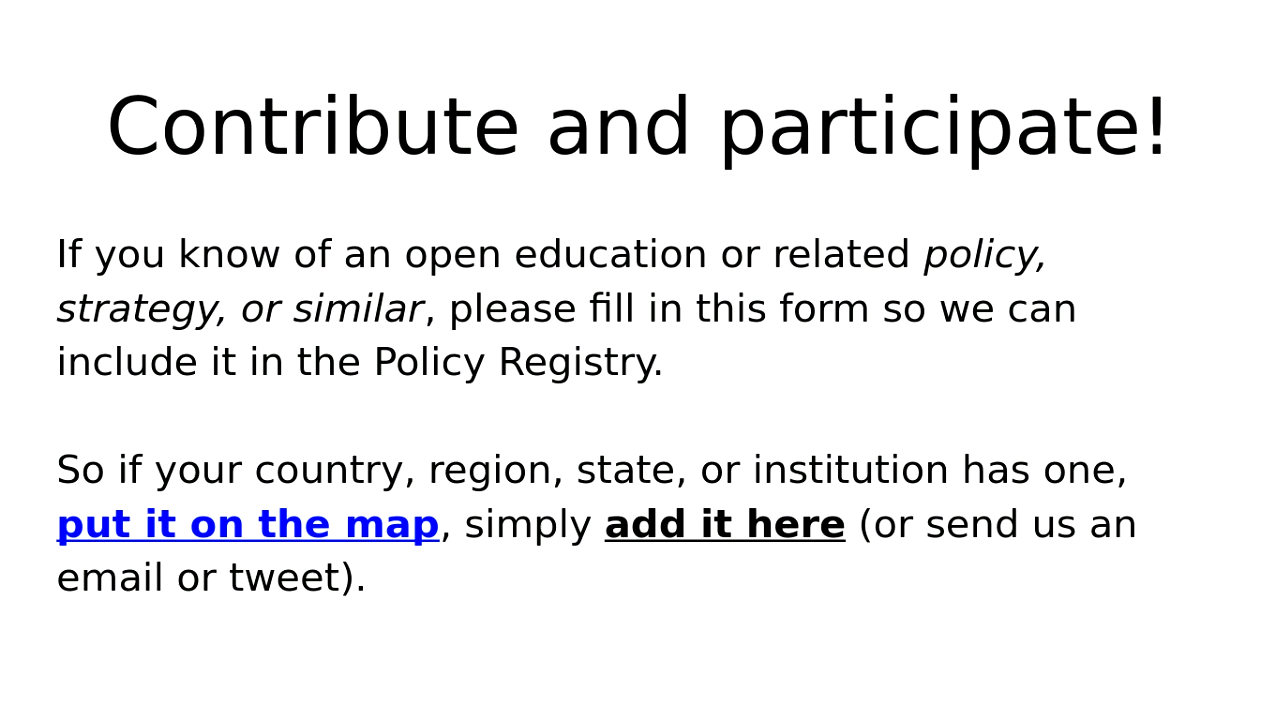 Contribute and participate!
If you know of an open education or related policy,
strategy, or similar, please fill in this form so we can
include it in the Policy Registry.
So if your country, region, state, or institution has one,
put it on the map, simply add it here (or send us an
email or tweet).